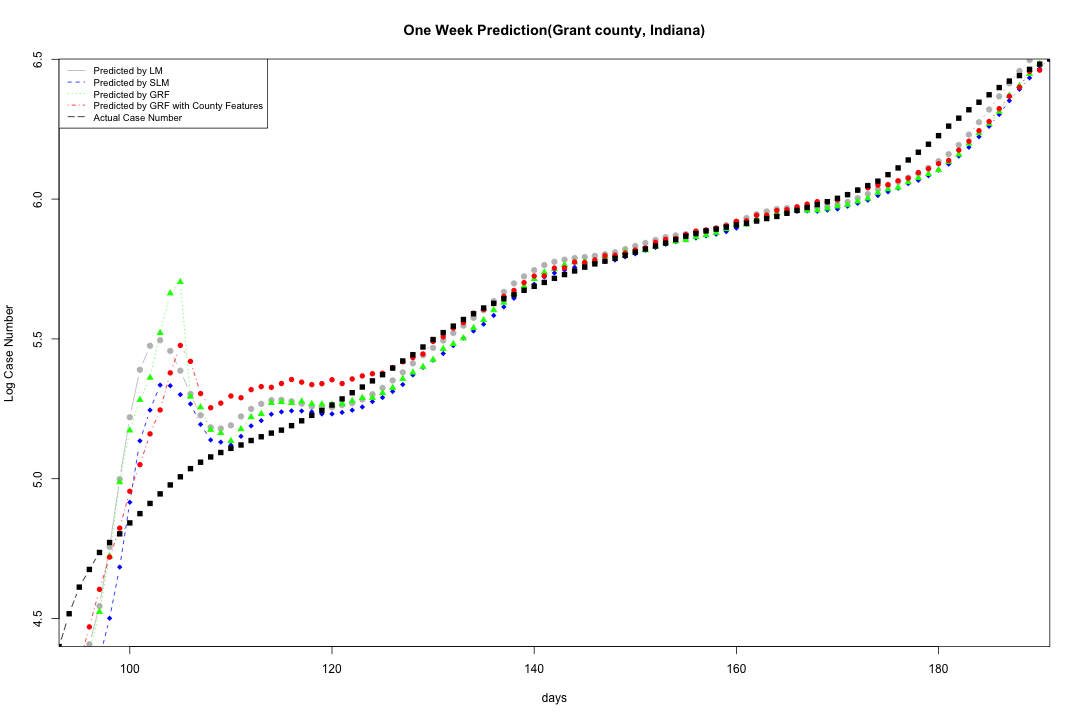 One Week Prediction(Grant county, Indiana)
Predicted by LM
Predicted by SLM
Predicted by GRF
Predicted by GRF with County Features
Actual Case Number
Log Case Number
6.5
6.0
5.5
5.0
4.5
100 120 140 160 180
days